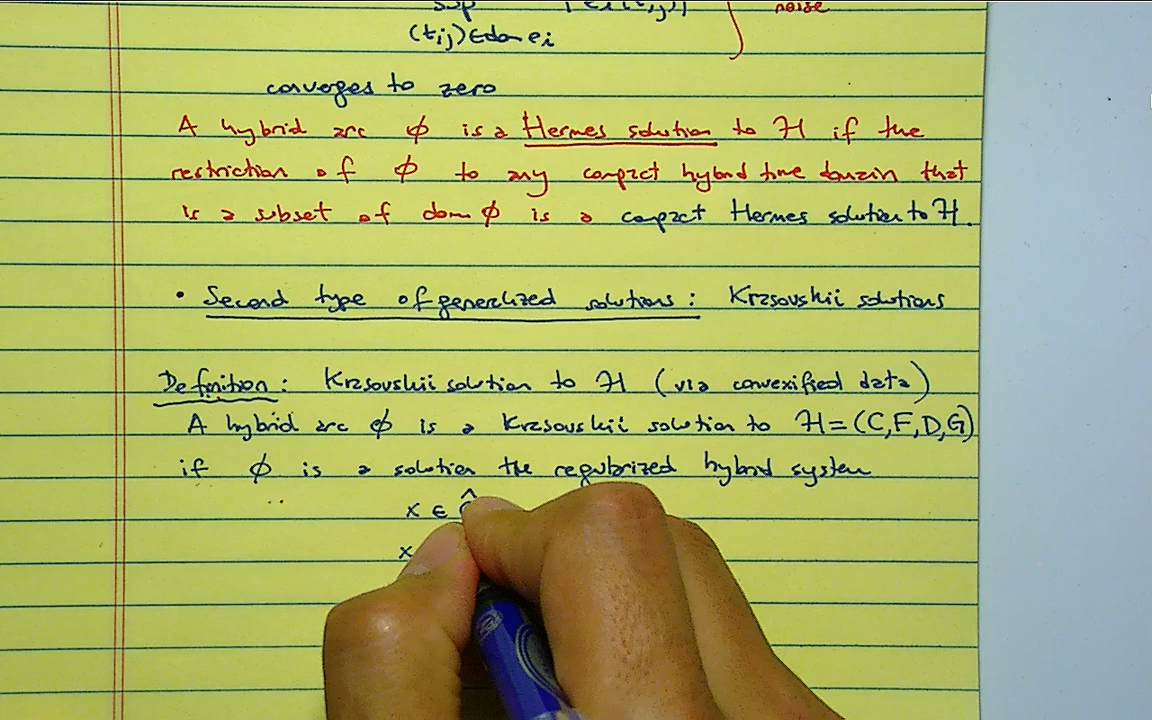 sup |e_i(t,j)| noise
(t,j)∈dom e_i
converges to zero
A hybrid arc ϕ is a Hermes solution to H if the
restriction of ϕ to any compact hybrid time domain that
is a subset of dom ϕ is a compact Hermes solution to H.
• Second type of generalized solutions: Krasovskii solutions
Definition: Krasovskii solution to H (via convexified data)
A hybrid arc ϕ is a Krasovskii solution to H=(C,F,D,G)
if ϕ is a solution the regularized hybrid system
x ∈
x